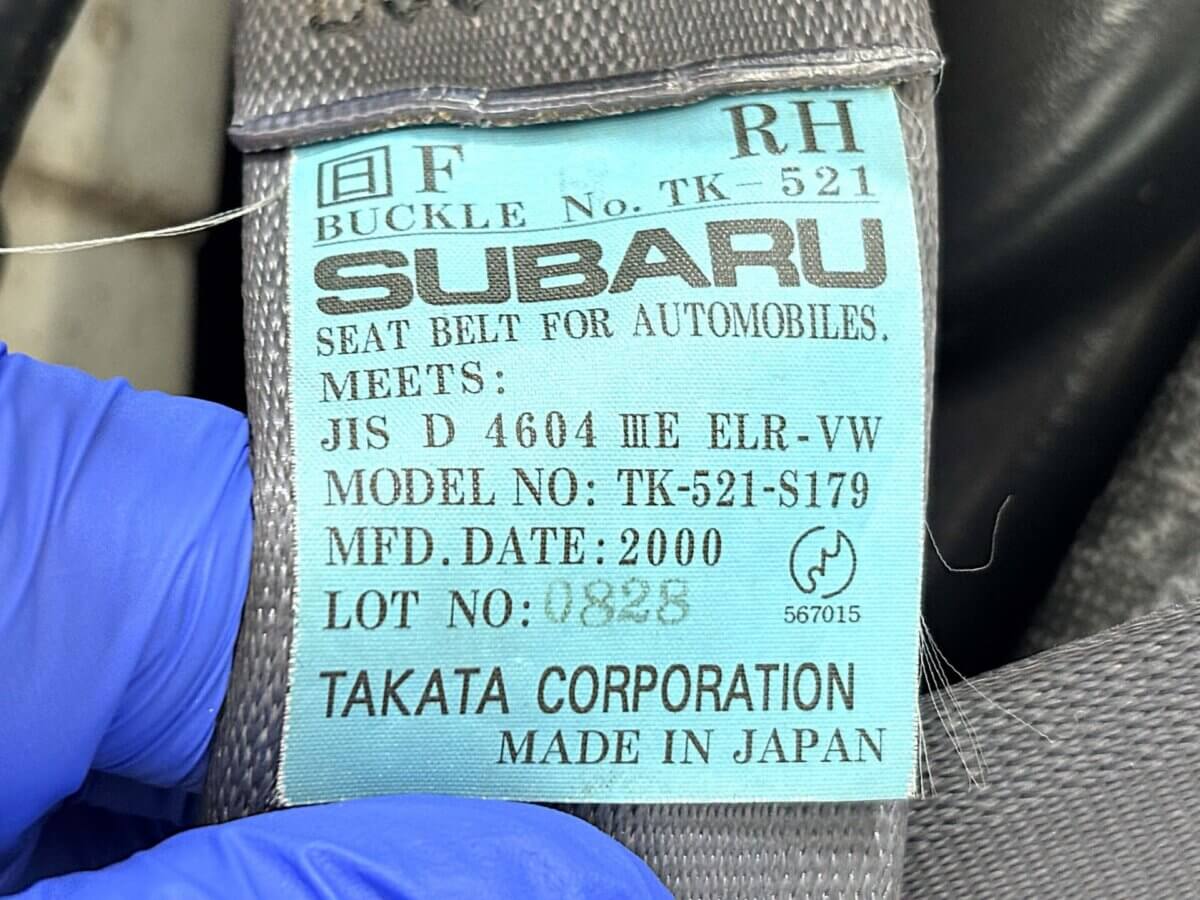 日 F RH
BUCKLE No. TK-521
SUBARU
SEAT BELT FOR AUTOMOBILES.
MEETS:
JIS D 4604 ⅢE ELR-VW
MODEL NO: TK-521-S179
MFD.DATE:2000
LOT NO:0828
567015
TAKATA CORPORATION
MADE IN JAPAN